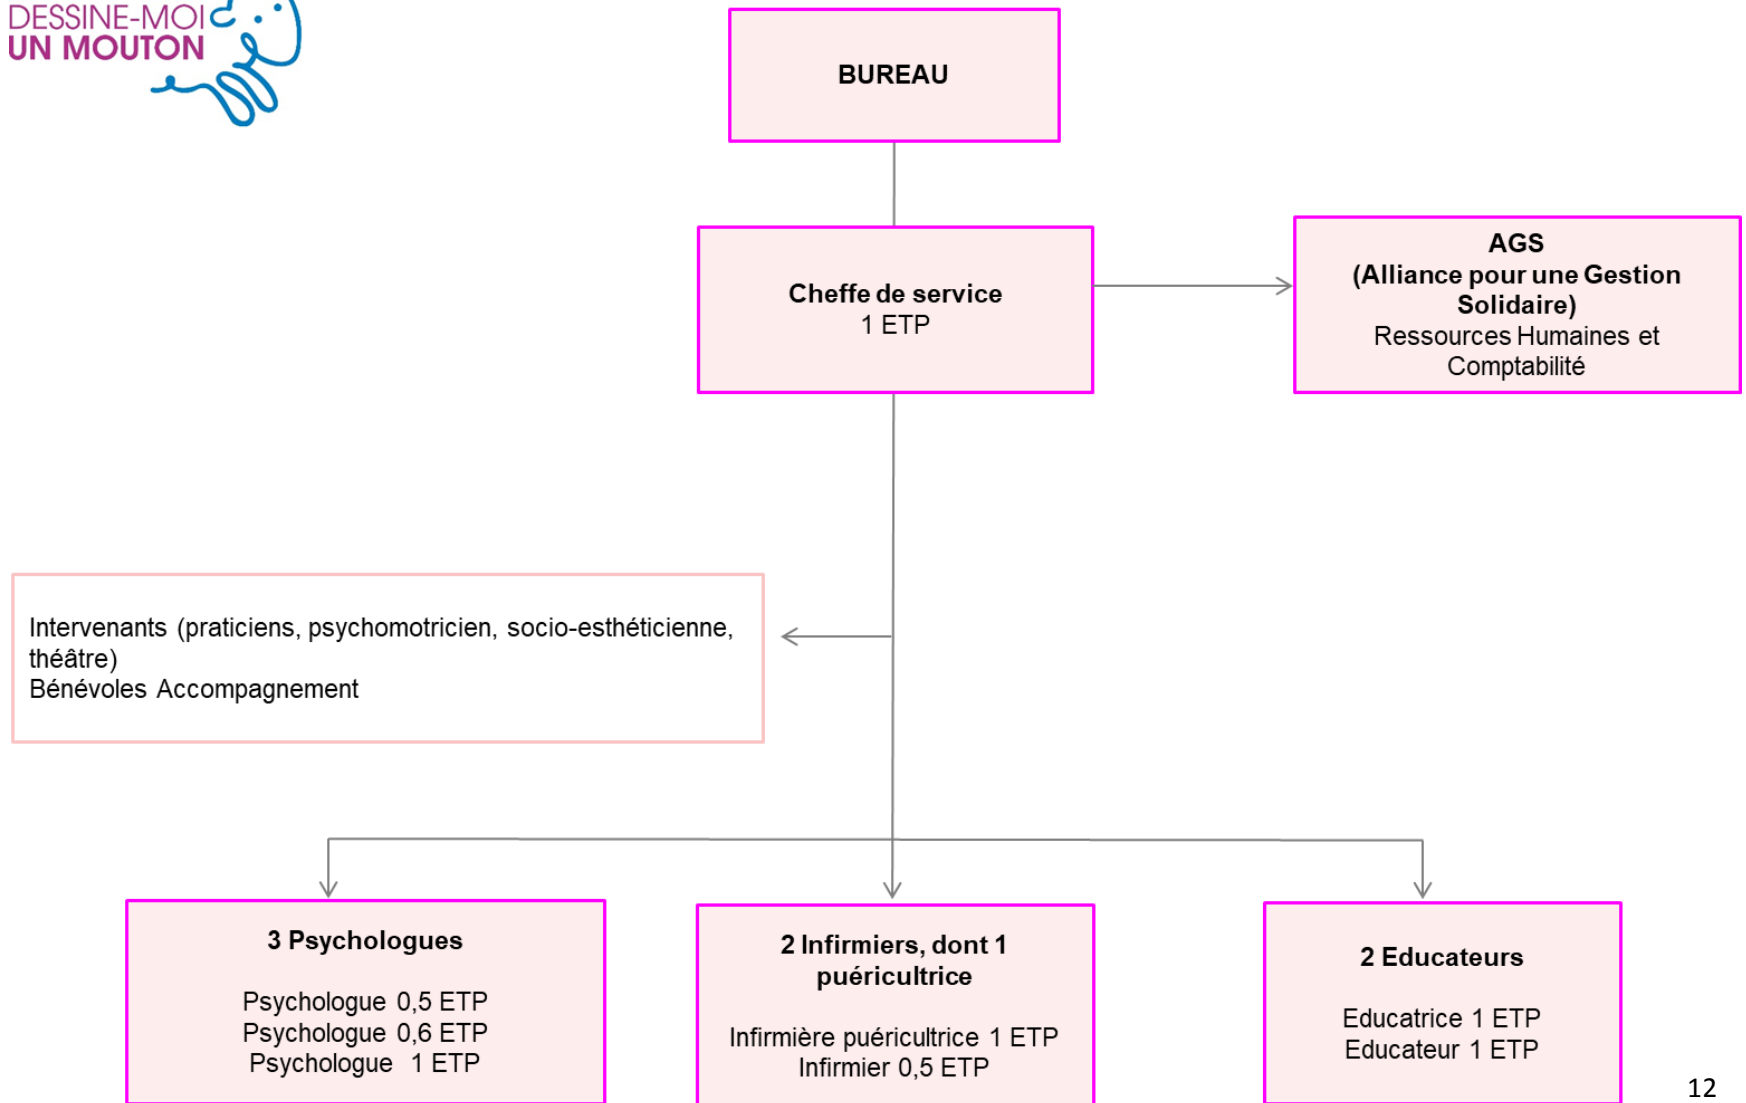 DESSINE-MOI
UN MOUTON
BUREAU
Cheffe de service
1 ETP
AGS
(Alliance pour une Gestion
Solidaire)
Ressources Humaines et
Comptabilité
Intervenants (praticiens, psychomotricien, socio-esthéticienne,
théâtre)
Bénévoles Accompagnement
3 Psychologues
Psychologue 0,5 ETP
Psychologue 0,6 ETP
Psychologue 1 ETP
2 Infirmiers, dont 1
puéricultrice
Infirmière puéricultrice 1 ETP
Infirmier 0,5 ETP
2 Educateurs
Educatrice 1 ETP
Educateur 1 ETP
12